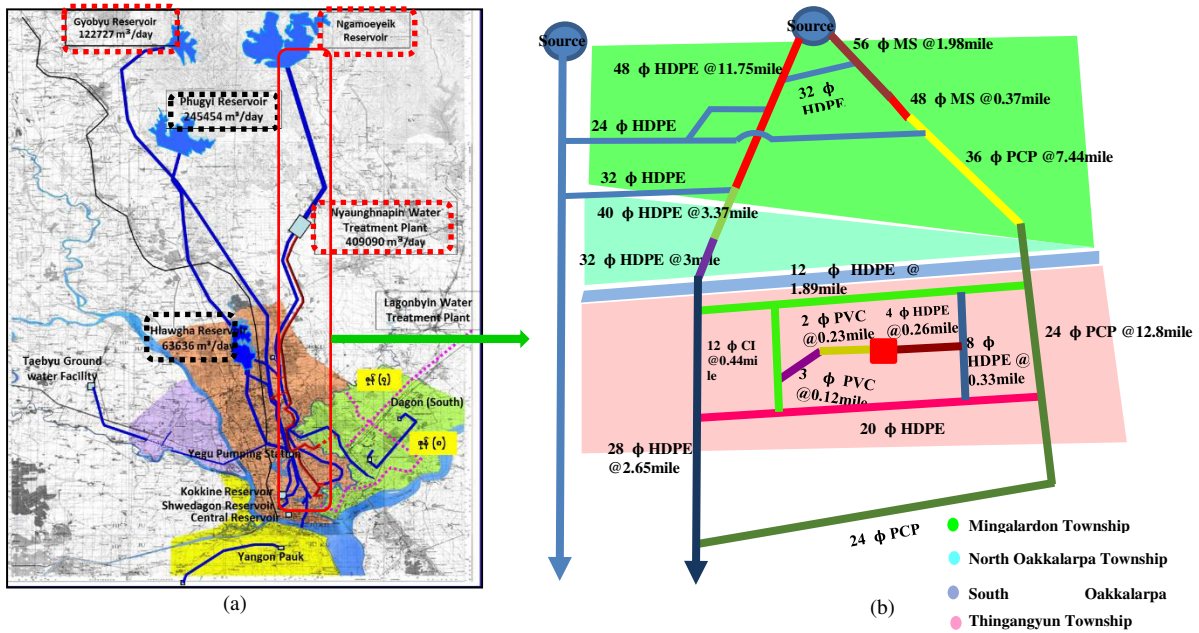 Gyobyu Reservoir
122727 m³/day
Ngamoeyeik
Reservoir
Phugyi Reservoir
245454 m³/day
Nyaunghnapin Water
Treatment Plant
409090 m³/day
Lagonbyin Water
Treatment Plant
Hlawgha Reservoir
63636 m³/day
Taebyu Ground
water Facility
ဇုန် (၄)
Dagon (South)
ဇုန် (၈)
Yegu Pumping Station
Kokkine Reservoir
Shwedagon Reservoir
Central Reservoir
Yangon Pauk
(a)
Source
Source
56 ϕ MS @1.98mile
48 ϕ HDPE @11.75mile
32 ϕ
HDPE
48 ϕ MS @0.37mile
24 ϕ HDPE
36 ϕ PCP @7.44mile
32 ϕ HDPE
40 ϕ HDPE @3.37mile
32 ϕ HDPE @3mile
12 ϕ HDPE @
1.89mile
2 ϕ PVC
@0.23mile
4 ϕ HDPE
@0.26mile
24 ϕ PCP @12.8mile
12 ϕ CI
@0.44mi
le
8 ϕ
HDPE @
0.33mile
3 ϕ PVC
@0.12mile
20 ϕ HDPE
28 ϕ HDPE
@2.65mile
24 ϕ PCP
Mingalardon Township
North Oakkalarpa Township
South Oakkalarpa
Thingangyun Township
(b)